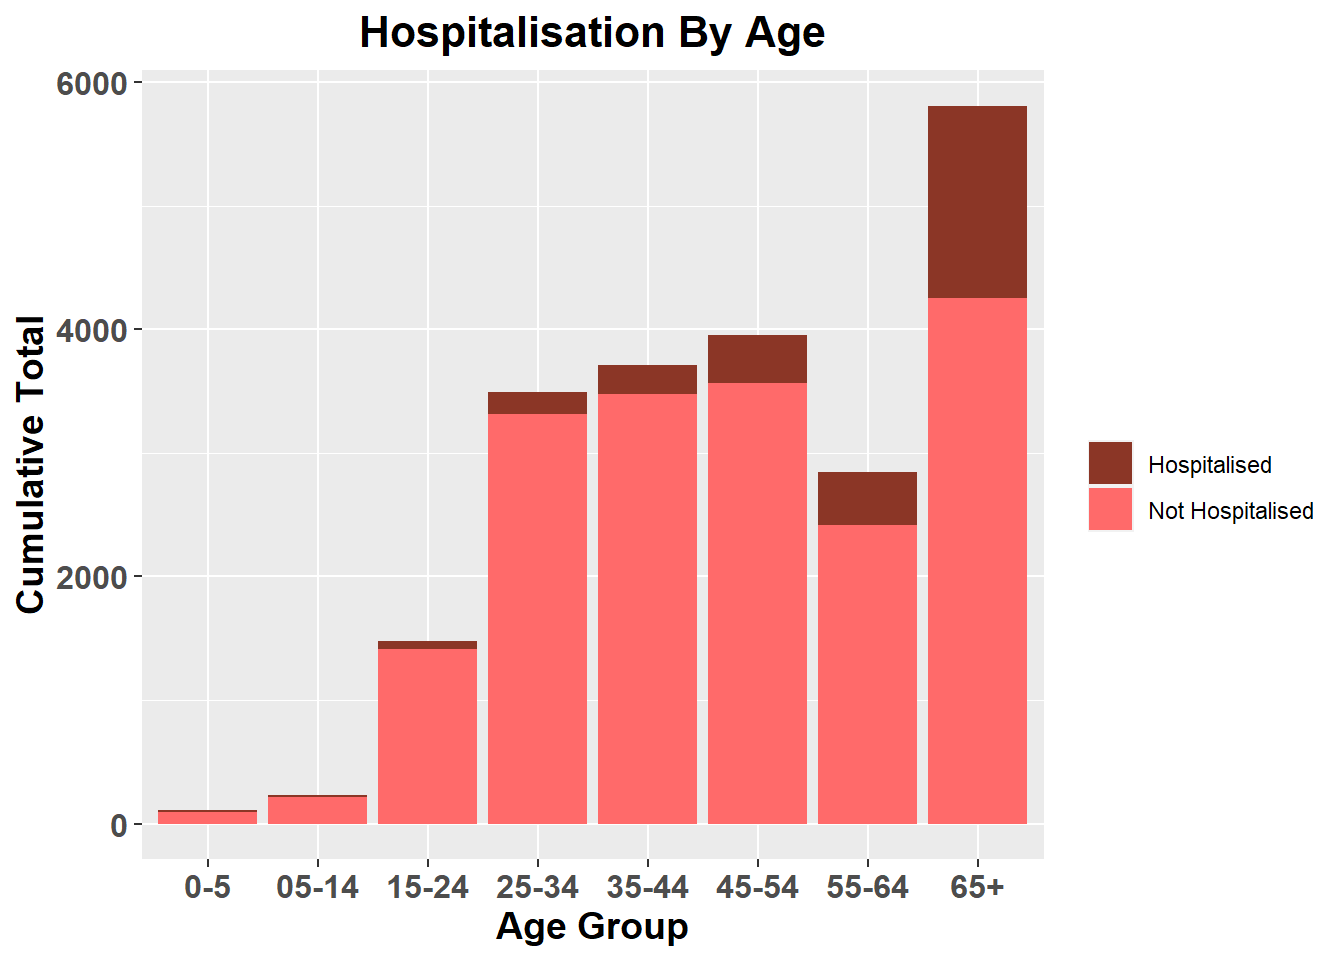 Hospitalisation By Age
Cumulative Total
6000
4000
2000
0
0-5 05-14 15-24 25-34 35-44 45-54 55-64 65+
Age Group
Hospitalised
Not Hospitalised